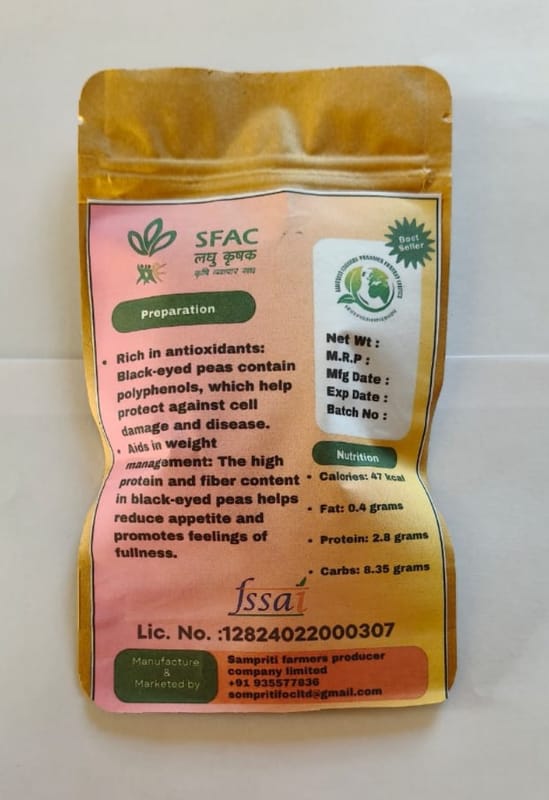 SFAC
लघु कृषक
कृषि व्यापार संघ
Best
Seller
Preparation
• Rich in antioxidants:
Black-eyed peas contain
polyphenols, which help
protect against cell
damage and disease.
• Aids in weight
management: The high
protein and fiber content
in black-eyed peas helps
reduce appetite and
promotes feelings of
fullness.
Net Wt :
M.R.P :
Mfg Date :
Exp Date :
Batch No :
Nutrition
• Calories: 47 kcal
• Fat: 0.4 grams
• Protein: 2.8 grams
• Carbs: 8.35 grams
fssai
Lic. No. :12824022000307
Manufacture
&
Marketed by
Sampriti farmers producer
company limited
+91 935577836
sompritifocltd@gmail.com